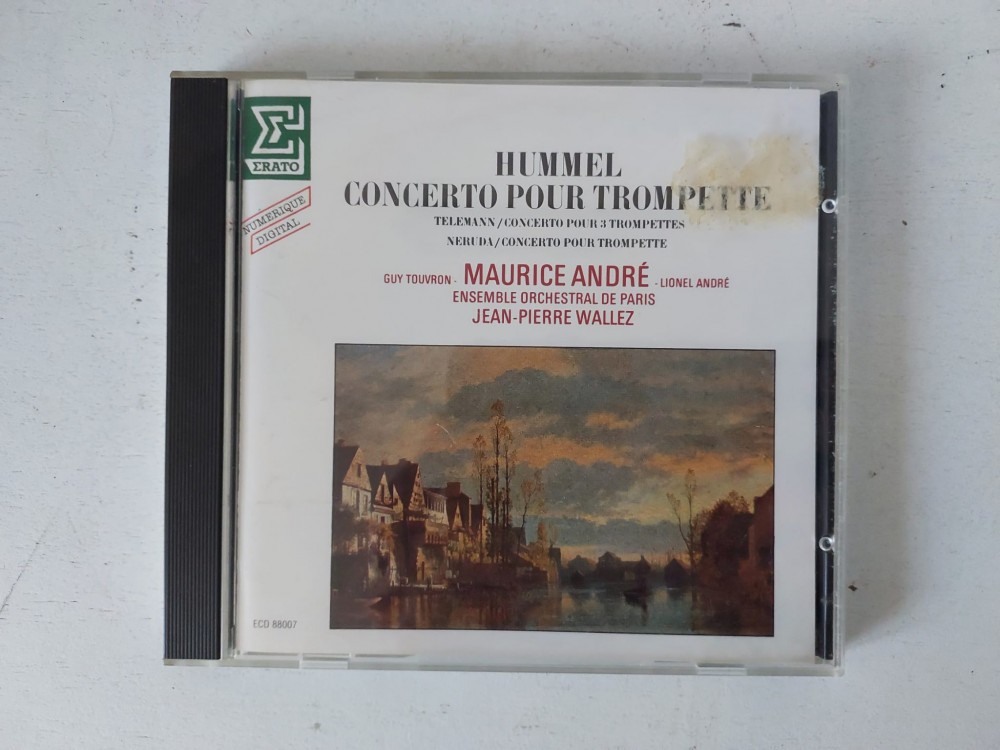 ERATO
NUMERIQUE
DIGITAL
HUMMEL
CONCERTO POUR TROMPETTE
TELEMANN/CONCERTO POUR 3 TROMPETTES
NERUDA/CONCERTO POUR TROMPETTE
GUY TOUVRON - MAURICE ANDRÉ - LIONEL ANDRÉ
ENSEMBLE ORCHESTRAL DE PARIS
JEAN-PIERRE WALLEZ
ECD 88007